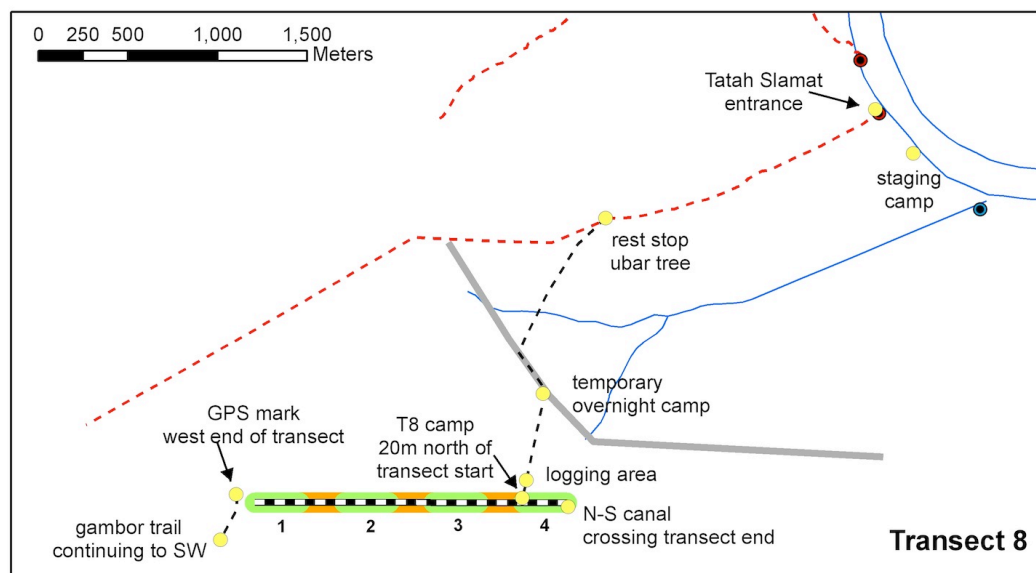 0 250 500 1,000 1,500
Meters
Tatah Slamat
entrance
staging
camp
rest stop
ubar tree
temporary
overnight camp
GPS mark
west end of transect
T8 camp
20m north of
transect start
logging area
1 2 3 4
N-S canal
crossing transect end
gambor trail
continuing to SW
Transect 8